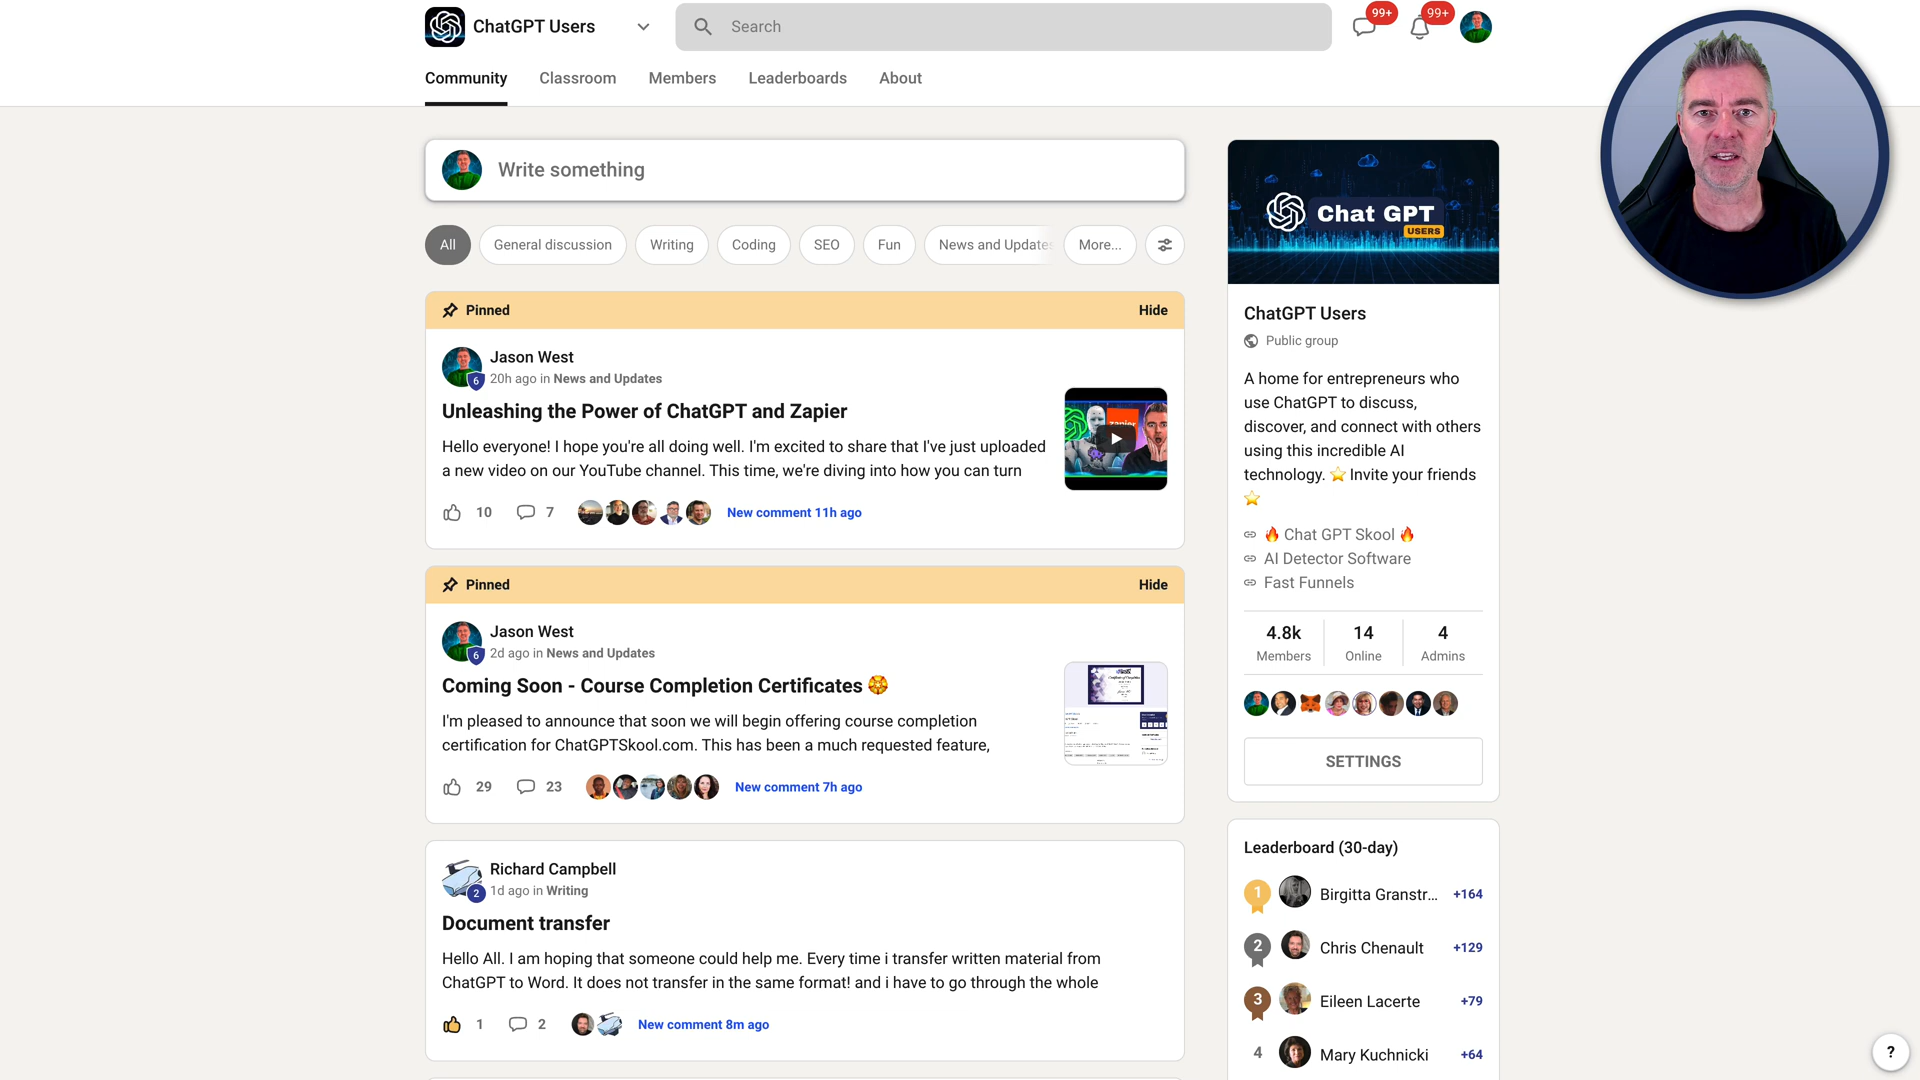 ChatGPT Users
Search
99+
99+
Community
Classroom
Members
Leaderboards
About
Write something
All
General discussion
Writing
Coding
SEO
Fun
News and Updates
More...
Pinned
Hide
Jason West
6
20h ago in News and Updates
Unleashing the Power of ChatGPT and Zapier
Hello everyone! I hope you're all doing well. I'm excited to share that I've just uploaded
a new video on our YouTube channel. This time, we're diving into how you can turn
zapier
10
7
New comment 11h ago
Pinned
Hide
Jason West
6
2d ago in News and Updates
Coming Soon - Course Completion Certificates 🏵️
I'm pleased to announce that soon we will begin offering course completion
certification for ChatGPTSkool.com. This has been a much requested feature,
29
23
New comment 7h ago
Richard Campbell
2
1d ago in Writing
Document transfer
Hello All. I am hoping that someone could help me. Every time i transfer written material from
ChatGPT to Word. It does not transfer in the same format! and i have to go through the whole
1
2
New comment 8m ago
Chat GPT
USERS
ChatGPT Users
Public group
A home for entrepreneurs who
use ChatGPT to discuss,
discover, and connect with others
using this incredible AI
technology. ⭐ Invite your friends
⭐
🔥 Chat GPT Skool 🔥
AI Detector Software
Fast Funnels
4.8k
Members
14
Online
4
Admins
SETTINGS
Leaderboard (30-day)
1
Birgitta Granstr...
+164
2
Chris Chenault
+129
3
Eileen Lacerte
+79
4
Mary Kuchnicki
+64
?